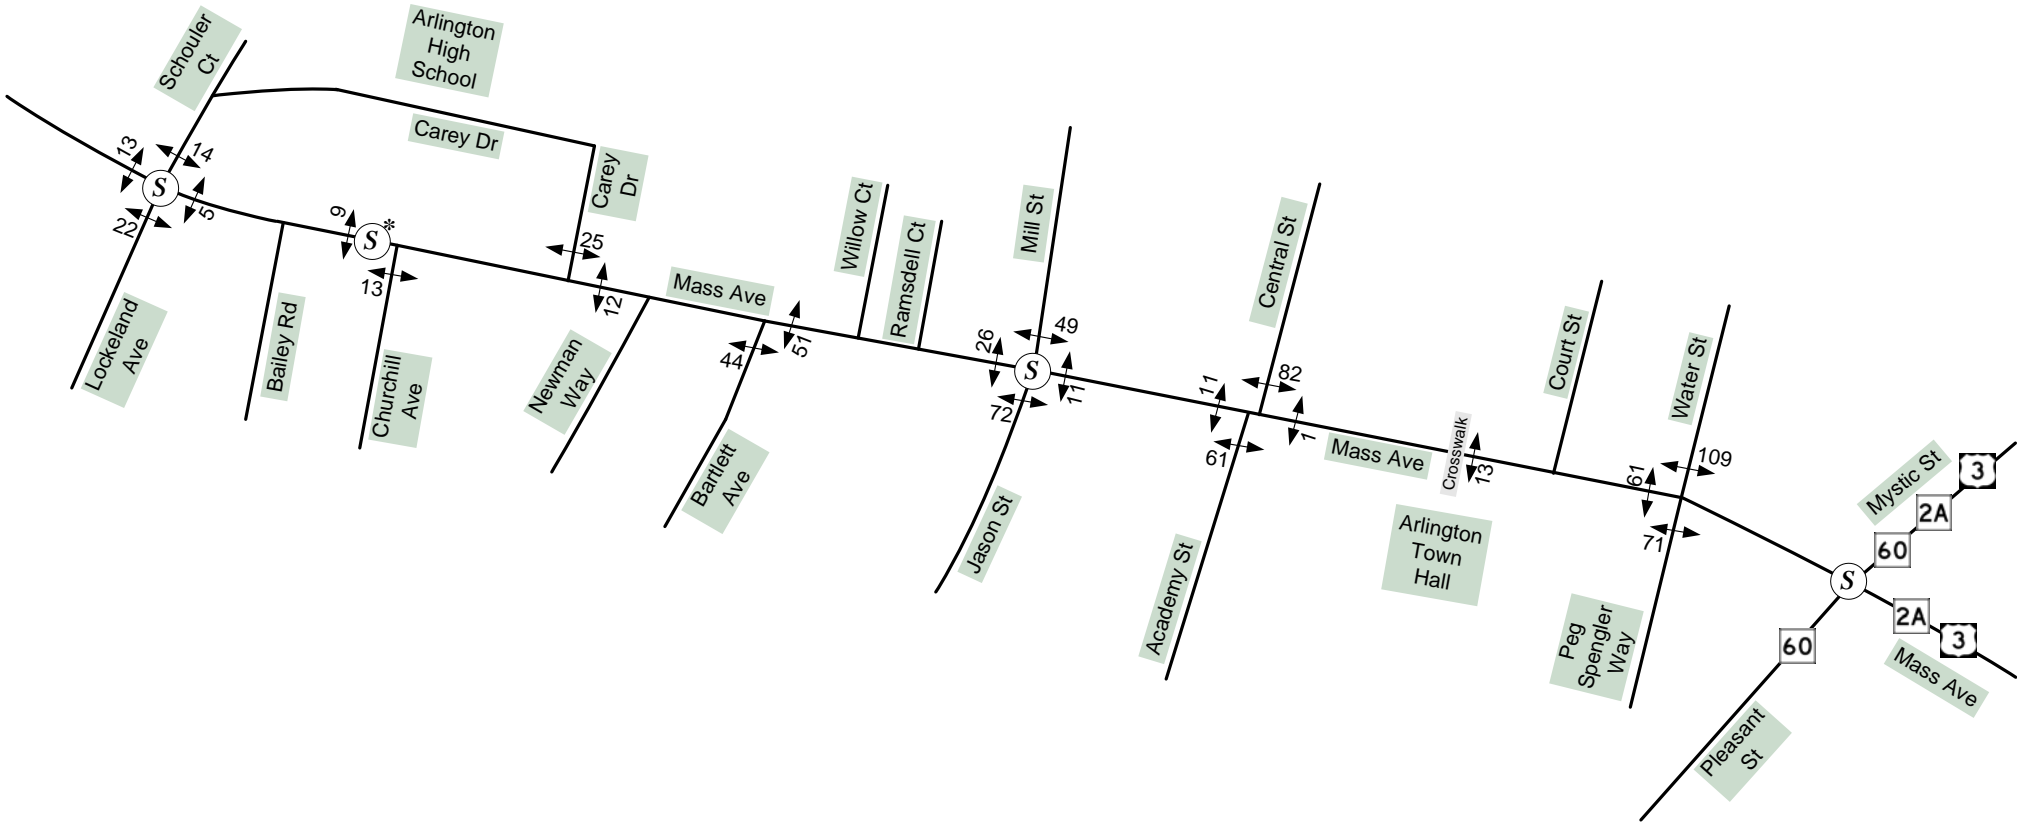 Schouler
Ct
Arlington
High
School
Carey Dr
Carey
Dr
13
14
S
5
22
Lockeland
Ave
Bailey Rd
9
S
*
13
Churchill
Ave
25
12
Newman
Way
Mass Ave
44
51
Bartlett
Ave
Willow Ct
Ramsdell Ct
Mill St
26
49
S
11
72
Jason St
Central St
11
82
1
61
Academy St
Mass Ave
Crosswalk
13
Arlington
Town
Hall
Court St
Water St
61
109
71
Peg
Spengler
Way
Mystic St
3
2A
60
S
2A
3
60
Mass Ave
Pleasant
St